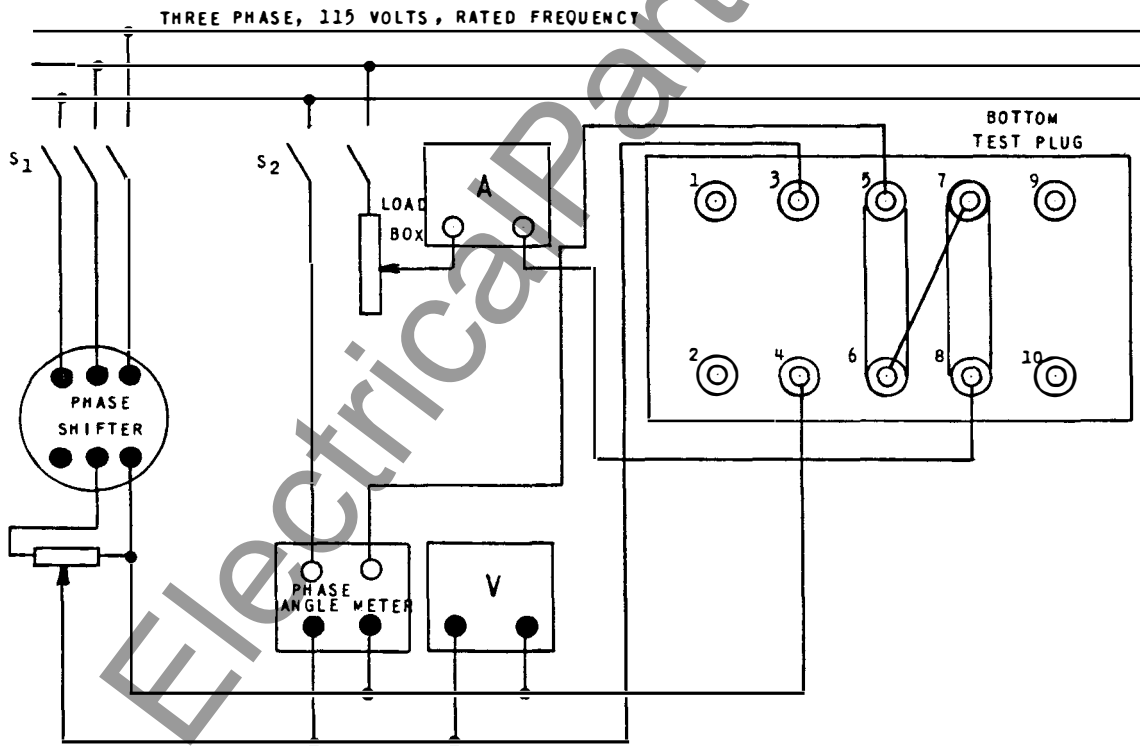 THREE PHASE, 115 VOLTS, RATED FREQUENCY
BOTTOM
TEST PLUG
S1
S2
A
LOAD
BOX
1
3
5
7
9
2
4
6
8
10
PHASE
SHIFTER
PHASE
ANGLE METER
V
ElectricalPar